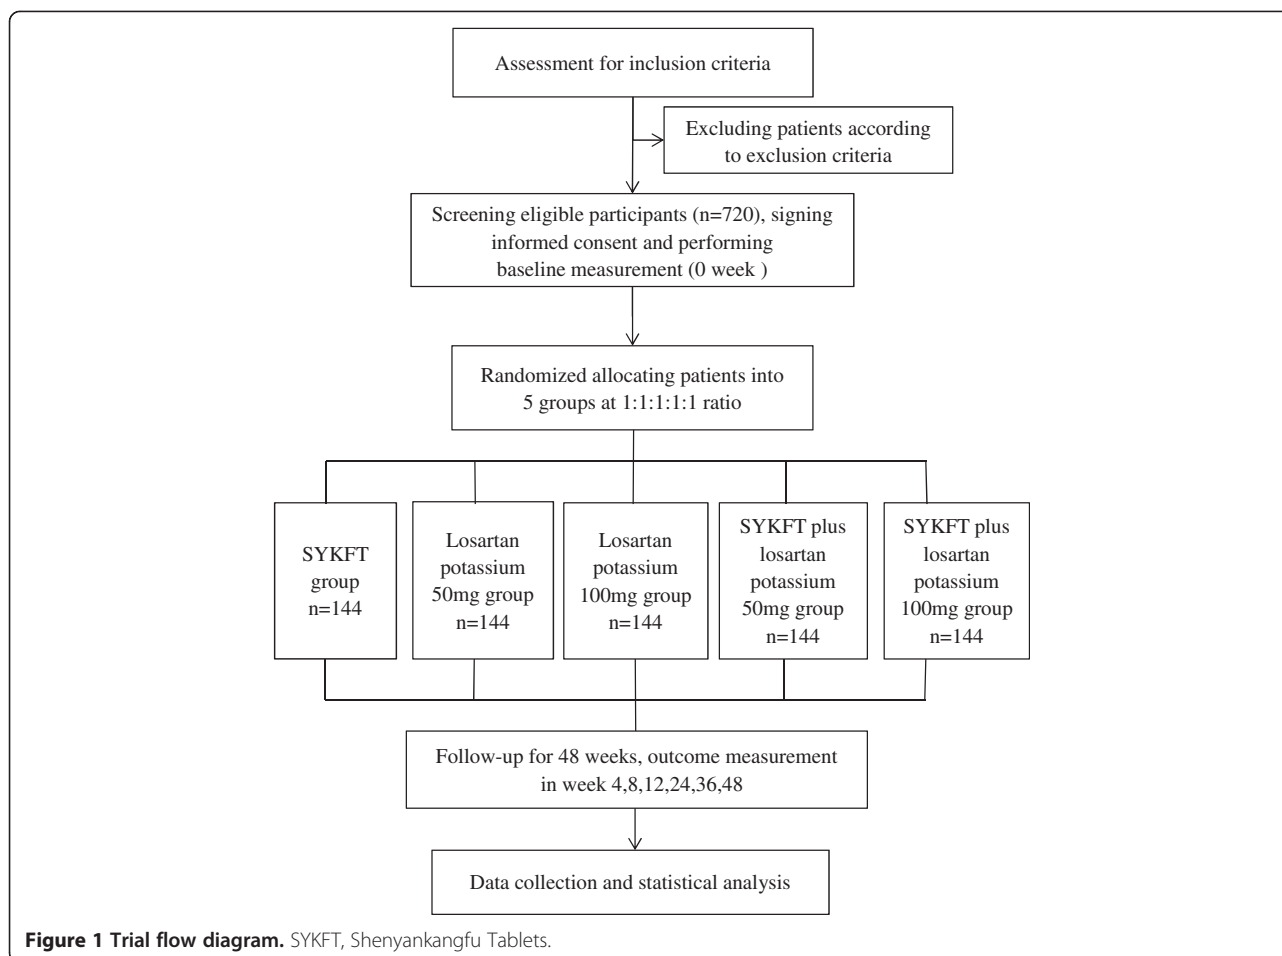 Assessment for inclusion criteria
Excluding patients according
to exclusion criteria
Screening eligible participants (n=720), signing
informed consent and performing
baseline measurement (0 week )
Randomized allocating patients into
5 groups at 1:1:1:1:1 ratio
SYKFT
group
n=144
Losartan
potassium
50mg group
n=144
Losartan
potassium
100mg group
n=144
SYKFT plus
losartan
potassium
50mg group
n=144
SYKFT plus
losartan
potassium
100mg group
n=144
Follow-up for 48 weeks, outcome measurement
in week 4,8,12,24,36,48
Data collection and statistical analysis
Figure 1 Trial flow diagram. SYKFT, Shenyankangfu Tablets.